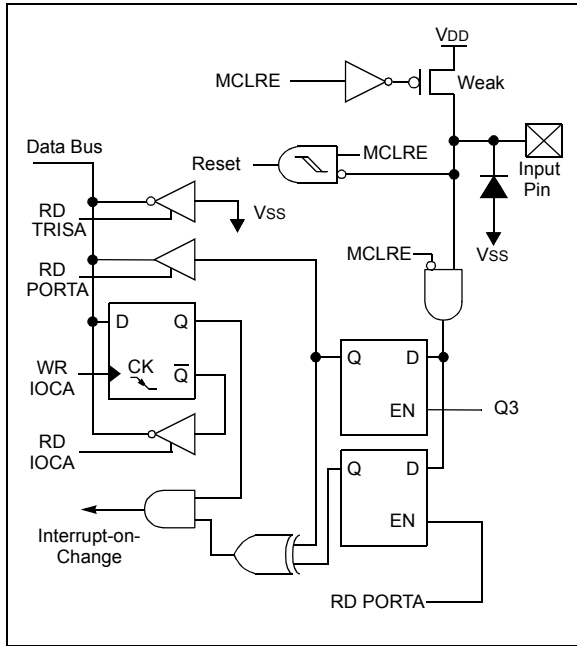 VDD
MCLRE
Weak
Data Bus
Reset
MCLRE
Input
Pin
RD
TRISA
VSS
VSS
RD
PORTA
MCLRE
D
Q
Q
D
WR
IOCA
CK
Q̅
EN
Q3
RD
IOCA
Q
D
EN
Interrupt-on-
Change
RD PORTA